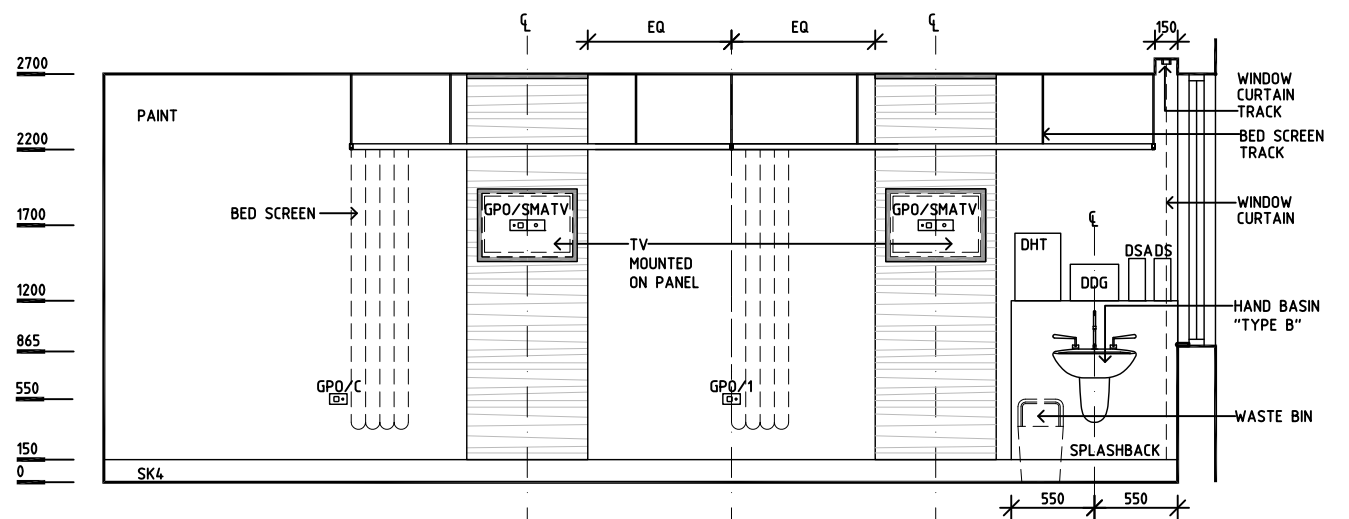 ℄
EQ
EQ
℄
150
2700
PAINT
WINDOW
CURTAIN
TRACK
2200
BED SCREEN
TRACK
GPO/SMATV
GPO/SMATV
BED SCREEN
WINDOW
CURTAIN
1700
℄
TV
MOUNTED
ON PANEL
DHT
DSADS
DDG
1200
HAND BASIN
"TYPE B"
865
GPO/C
GPO/1
550
WASTE BIN
150
SPLASHBACK
0
SK4
550
550